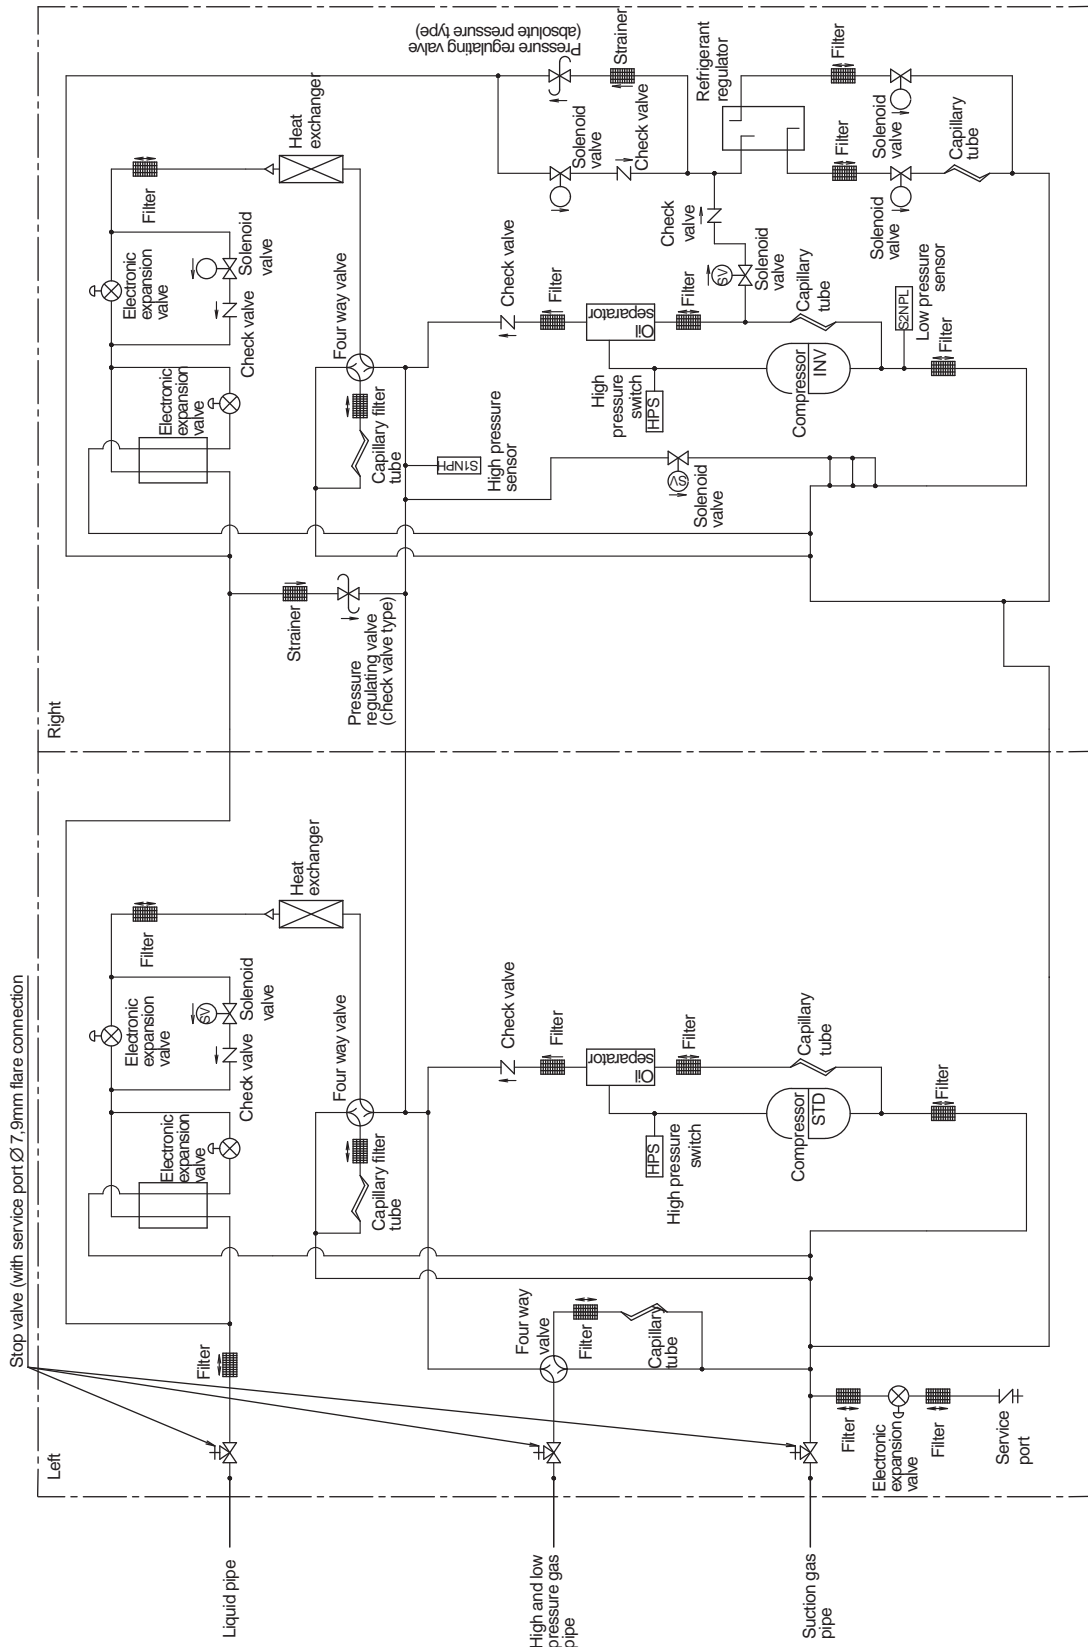 Pressure regulating valve
(absolute pressure type)
Strainer
Solenoid
valve
Check valve
Refrigerant
regulator
Filter
Filter
Solenoid
valve
Solenoid
valve
Capillary
tube
Heat
exchanger
Filter
Electronic
expansion
valve
Solenoid
valve
Check valve
Electronic
expansion
valve
Four way valve
Capillary filter
tube
Check valve
Filter
Oil
separator
Filter
Check
valve
SV
Solenoid
valve
Capillary
tube
S2NPL
Low pressure
sensor
Filter
Compressor
INV
High
pressure
switch
HPS
S1NPH
High pressure
sensor
SV
Solenoid
valve
Strainer
Pressure
regulating valve
(check valve type)
Right
Heat
exchanger
Filter
Electronic
expansion
valve
SV
Solenoid
valve
Check valve
Electronic
expansion
valve
Four way valve
Capillary filter
tube
Check valve
Filter
Oil
separator
Filter
Capillary
tube
Filter
Compressor
STD
HPS
High pressure
switch
Stop valve (with service port Ø 7,9mm flare connection
Filter
Four way
valve
Filter
Capillary
tube
Filter
Electronic
expansion
valve
Filter
Service
port
Left
Liquid pipe
High and low
pressure gas
pipe
Suction gas
pipe